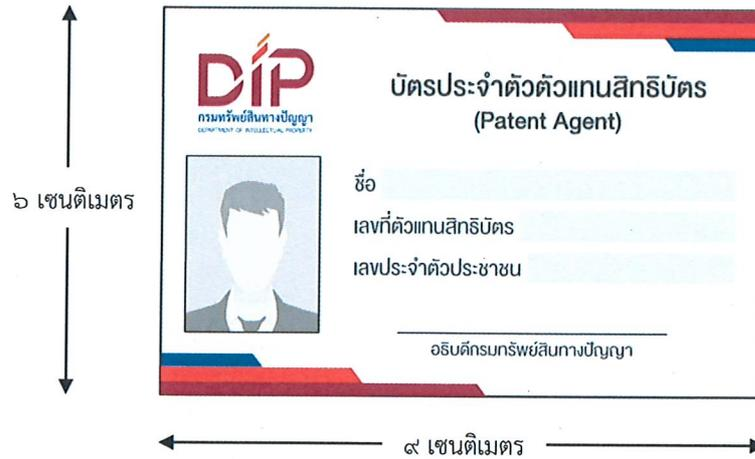 DIP
กรมทรัพย์สินทางปัญญา
DEPARTMENT OF INTELLECTUAL PROPERTY
บัตรประจำตัวตัวแทนสิทธิบัตร
(Patent Agent)
๖ เซนติเมตร
ชื่อ
เลขที่ตัวแทนสิทธิบัตร
เลขประจำตัวประชาชน
อธิบดีกรมทรัพย์สินทางปัญญา
๙ เซนติเมตร